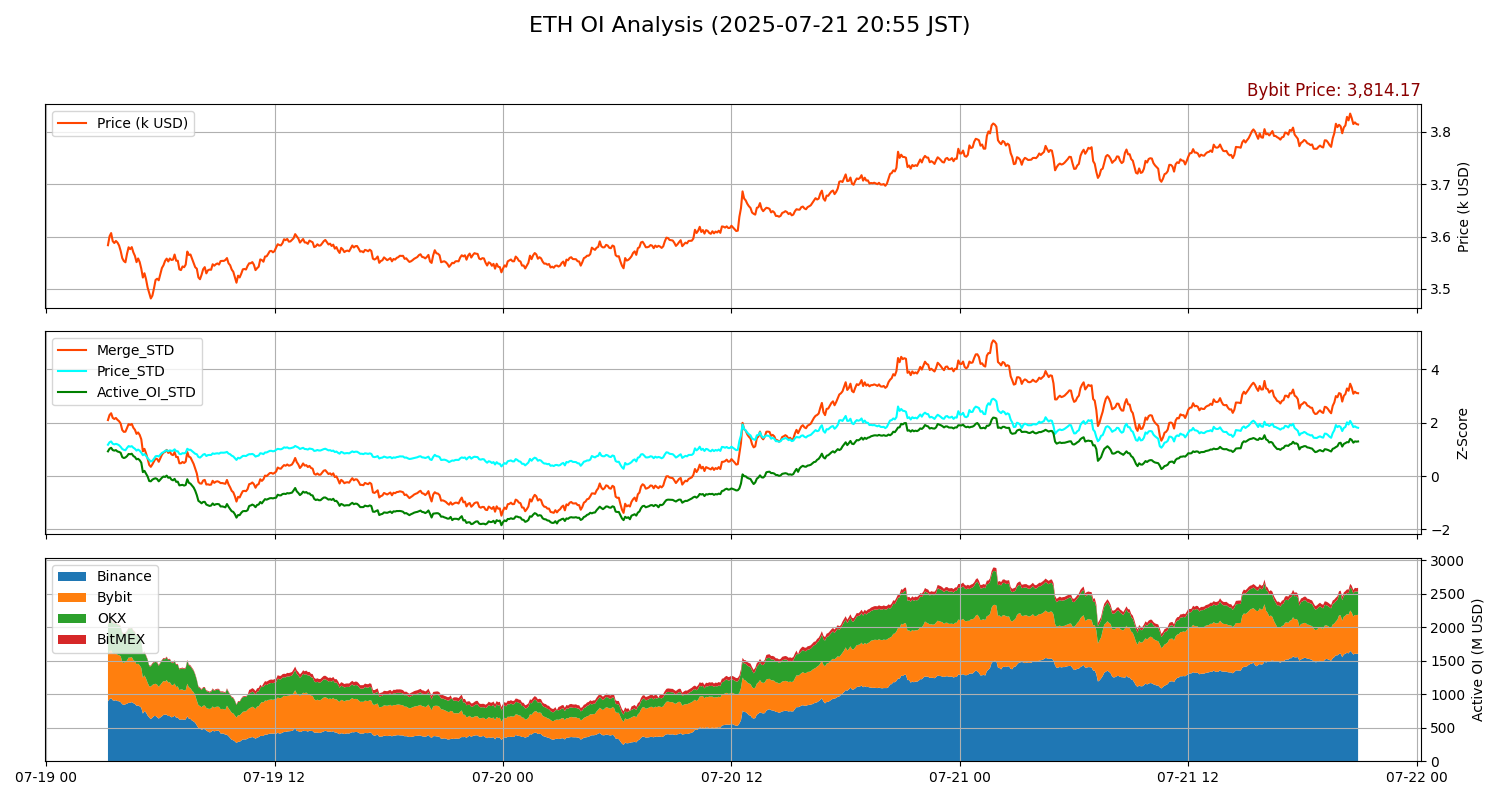 ETH OI Analysis (2025-07-21 20:55 JST)
Bybit Price: 3,814.17
Price (k USD)
3.8
3.7
3.6
3.5
Price (k USD)
Merge_STD
Price_STD
Active_OI_STD
4
2
0
−2
Z-Score
Binance
Bybit
OKX
BitMEX
3000
2500
2000
1500
1000
500
0
Active OI (M USD)
07-19 00
07-19 12
07-20 00
07-20 12
07-21 00
07-21 12
07-22 00